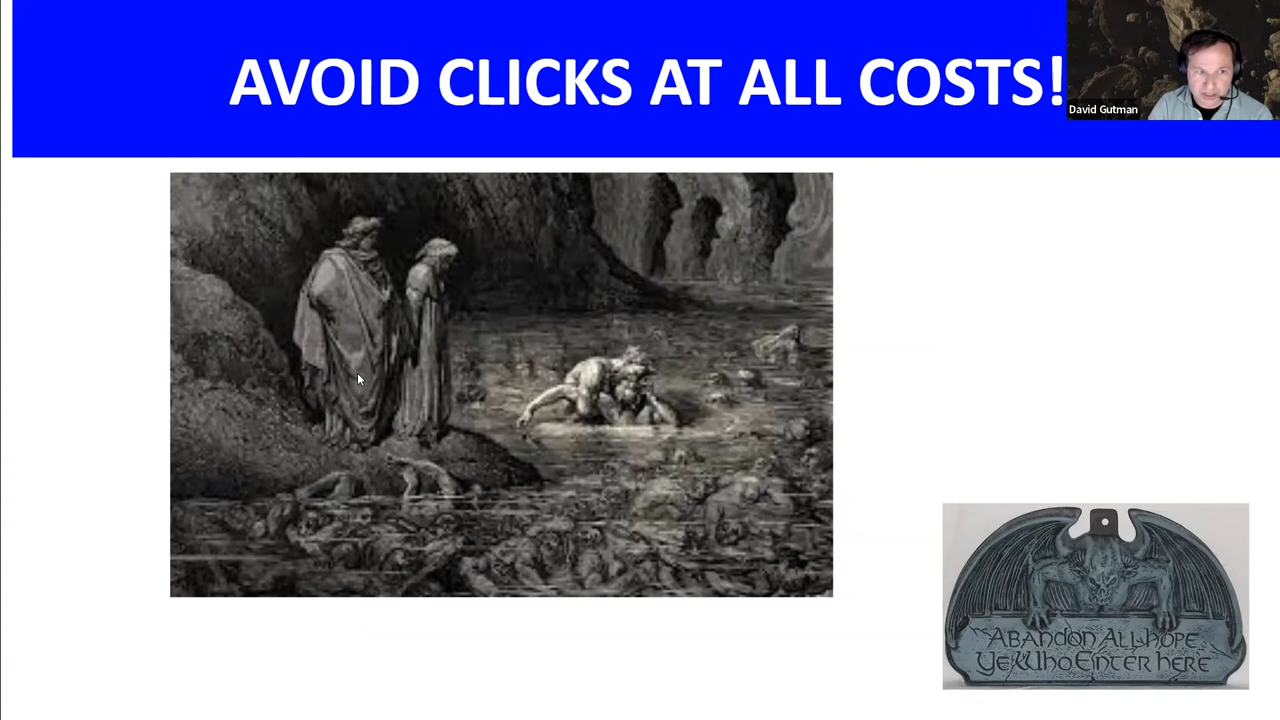 AVOID CLICKS AT ALL COSTS!
David Gutman
"ABANDON ALL HOPE
YE WHO ENTER HERE